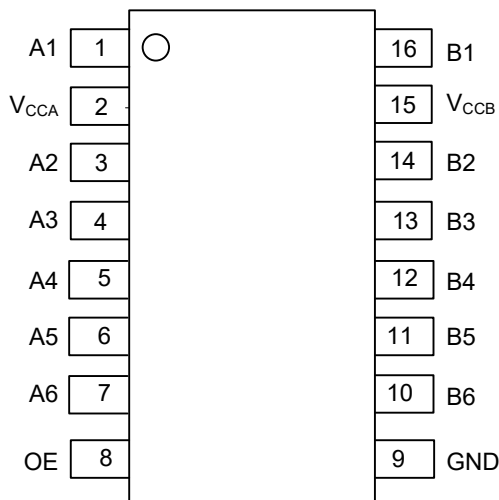 A1 1 16 B1
VCCA 2 15 VCCB
A2 3 14 B2
A3 4 13 B3
A4 5 12 B4
A5 6 11 B5
A6 7 10 B6
OE 8 9 GND